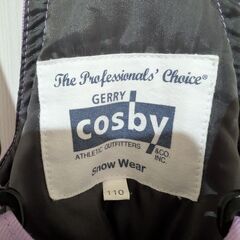 The Professionals' Choice®
GERRY
cosby
ATHLETIC OUTFITTERS &CO. INC.
Snow Wear
110